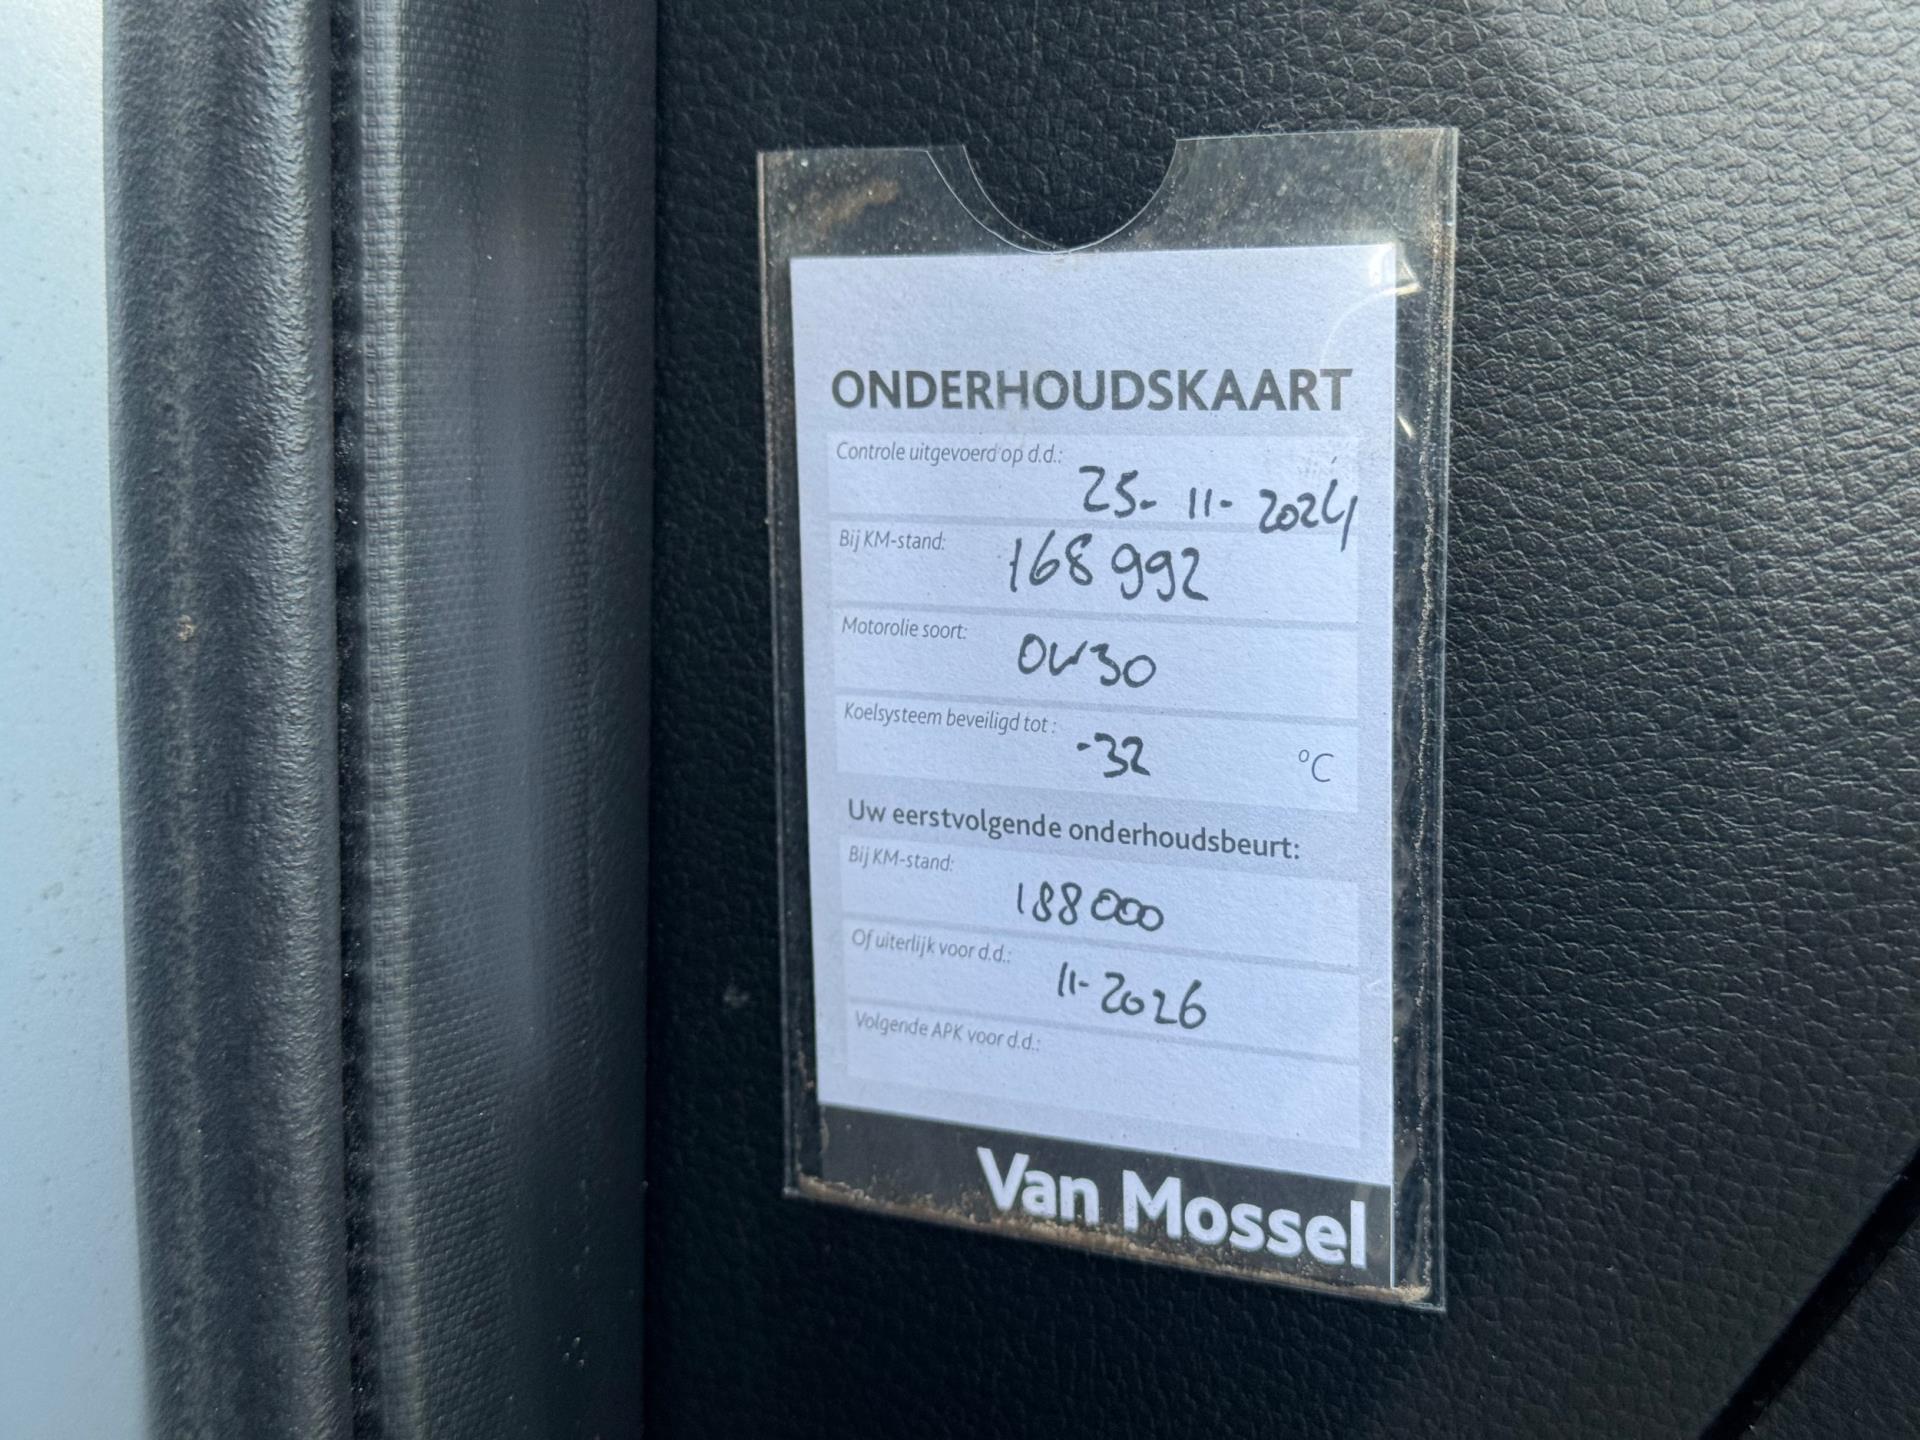 ONDERHOUDSKAART
Controle uitgevoerd op d.d.:
25-11-2024
Bij KM-stand:
168992
Motorolie soort:
0W30
Koelsysteem beveiligd tot :
-32 °C
Uw eerstvolgende onderhoudsbeurt:
Bij KM-stand:
188000
Of uiterlijk voor d.d.:
11-2026
Volgende APK voor d.d.:
Van Mossel